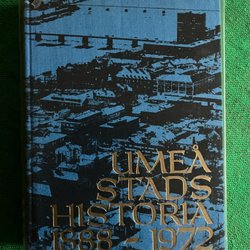 UMEÅ
STADS
HISTORIA
1888-1972